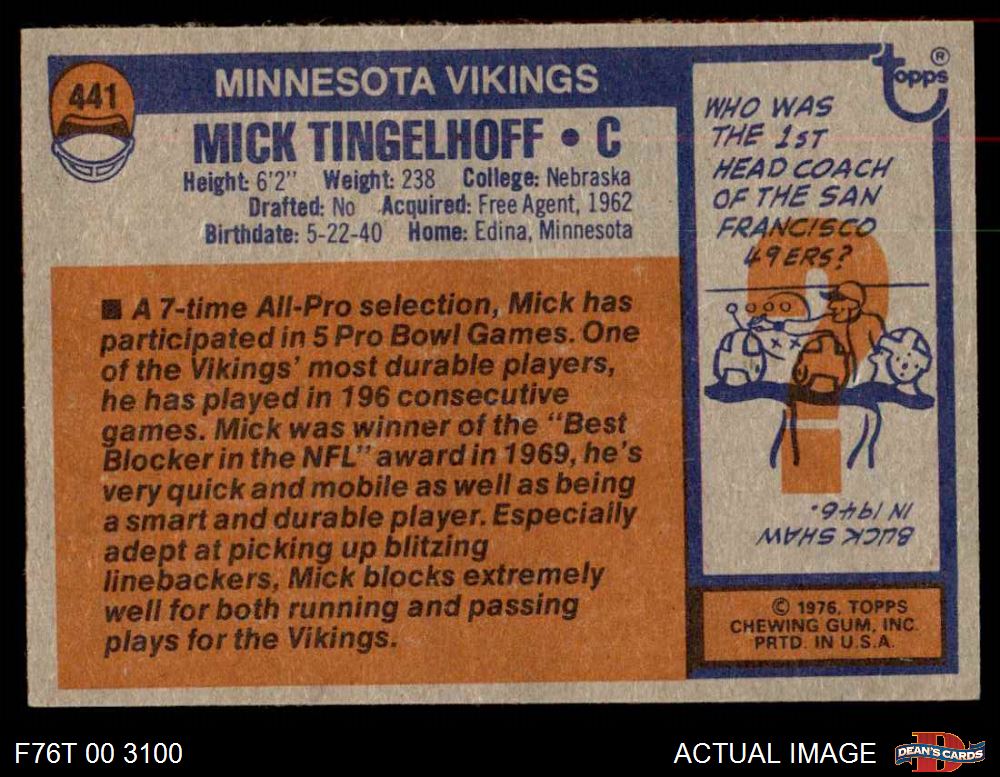 441
MINNESOTA VIKINGS
MICK TINGELHOFF • C
Height: 6'2" Weight: 238 College: Nebraska
Drafted: No Acquired: Free Agent, 1962
Birthdate: 5-22-40 Home: Edina, Minnesota
■ A 7-time All-Pro selection, Mick has
participated in 5 Pro Bowl Games. One
of the Vikings' most durable players,
he has played in 196 consecutive
games. Mick was winner of the "Best
Blocker in the NFL" award in 1969, he's
very quick and mobile as well as being
a smart and durable player. Especially
adept at picking up blitzing
linebackers, Mick blocks extremely
well for both running and passing
plays for the Vikings.
Topps®
WHO WAS
THE 1ST
HEAD COACH
OF THE SAN
FRANCISCO
49ERS?
?
BUCK SHAW
IN 1946.
© 1976, TOPPS
CHEWING GUM, INC.
PRTD. IN U.S.A.
F76T 00 3100
ACTUAL IMAGE
D
DEAN'S CARDS